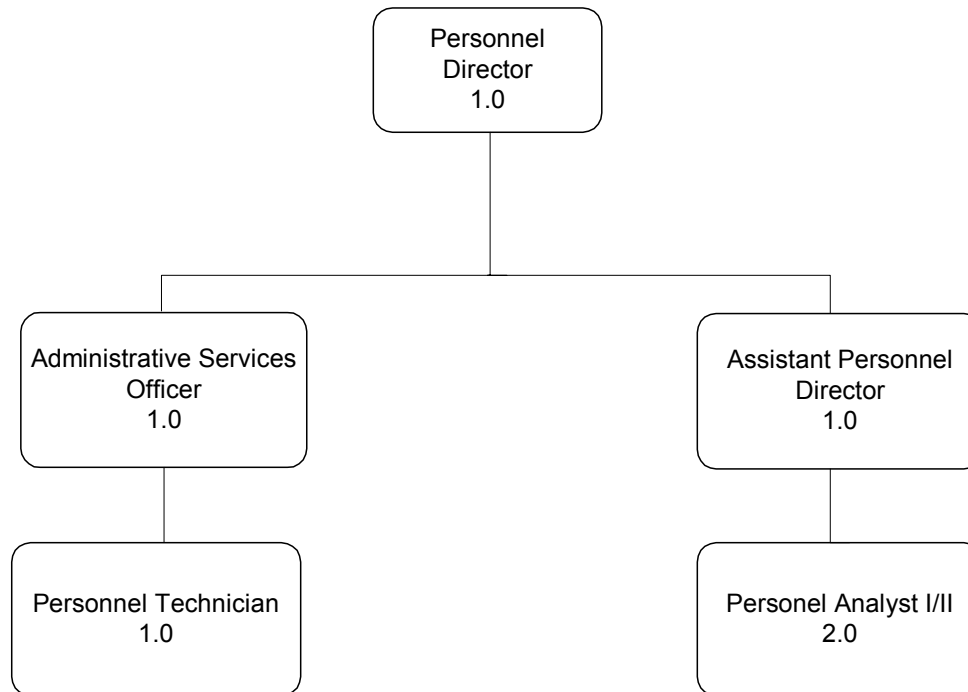 Personnel
Director
1.0
Administrative Services
Officer
1.0
Assistant Personnel
Director
1.0
Personnel Technician
1.0
Personel Analyst I/II
2.0